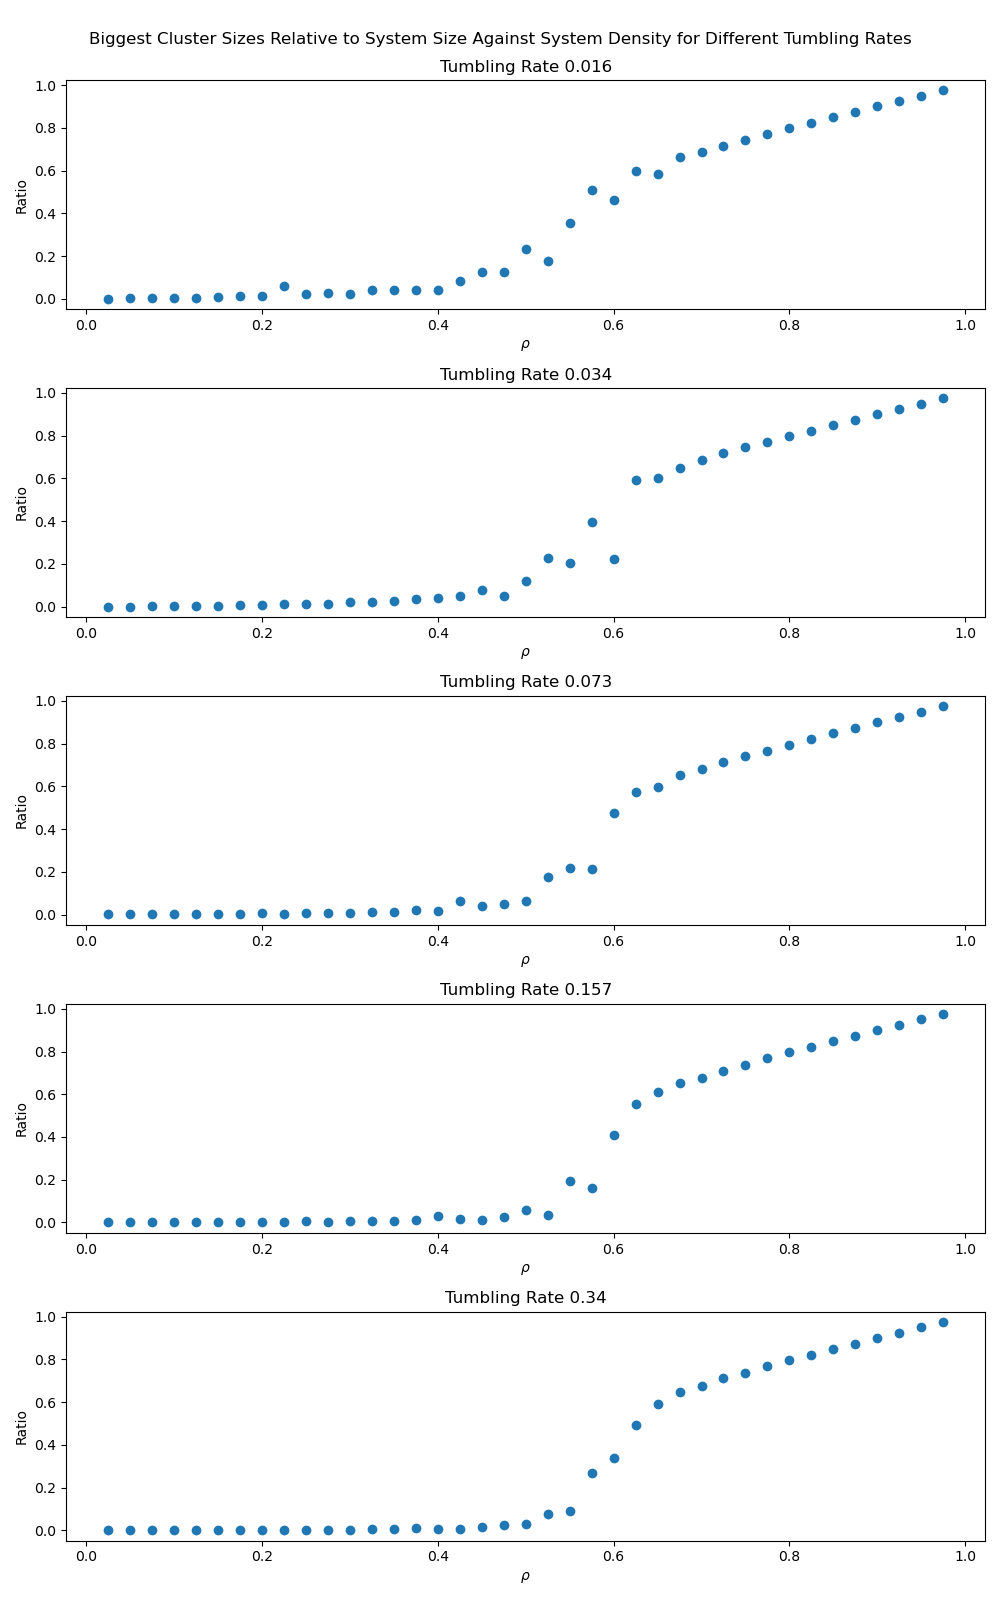 Biggest Cluster Sizes Relative to System Size Against System Density for Different Tumbling Rates
Tumbling Rate 0.016
1.0
0.8
0.6
0.4
0.2
0.0
Ratio
0.0 0.2 0.4 0.6 0.8 1.0
ρ
Tumbling Rate 0.034
1.0
0.8
0.6
0.4
0.2
0.0
Ratio
0.0 0.2 0.4 0.6 0.8 1.0
ρ
Tumbling Rate 0.073
1.0
0.8
0.6
0.4
0.2
0.0
Ratio
0.0 0.2 0.4 0.6 0.8 1.0
ρ
Tumbling Rate 0.157
1.0
0.8
0.6
0.4
0.2
0.0
Ratio
0.0 0.2 0.4 0.6 0.8 1.0
ρ
Tumbling Rate 0.34
1.0
0.8
0.6
0.4
0.2
0.0
Ratio
0.0 0.2 0.4 0.6 0.8 1.0
ρ